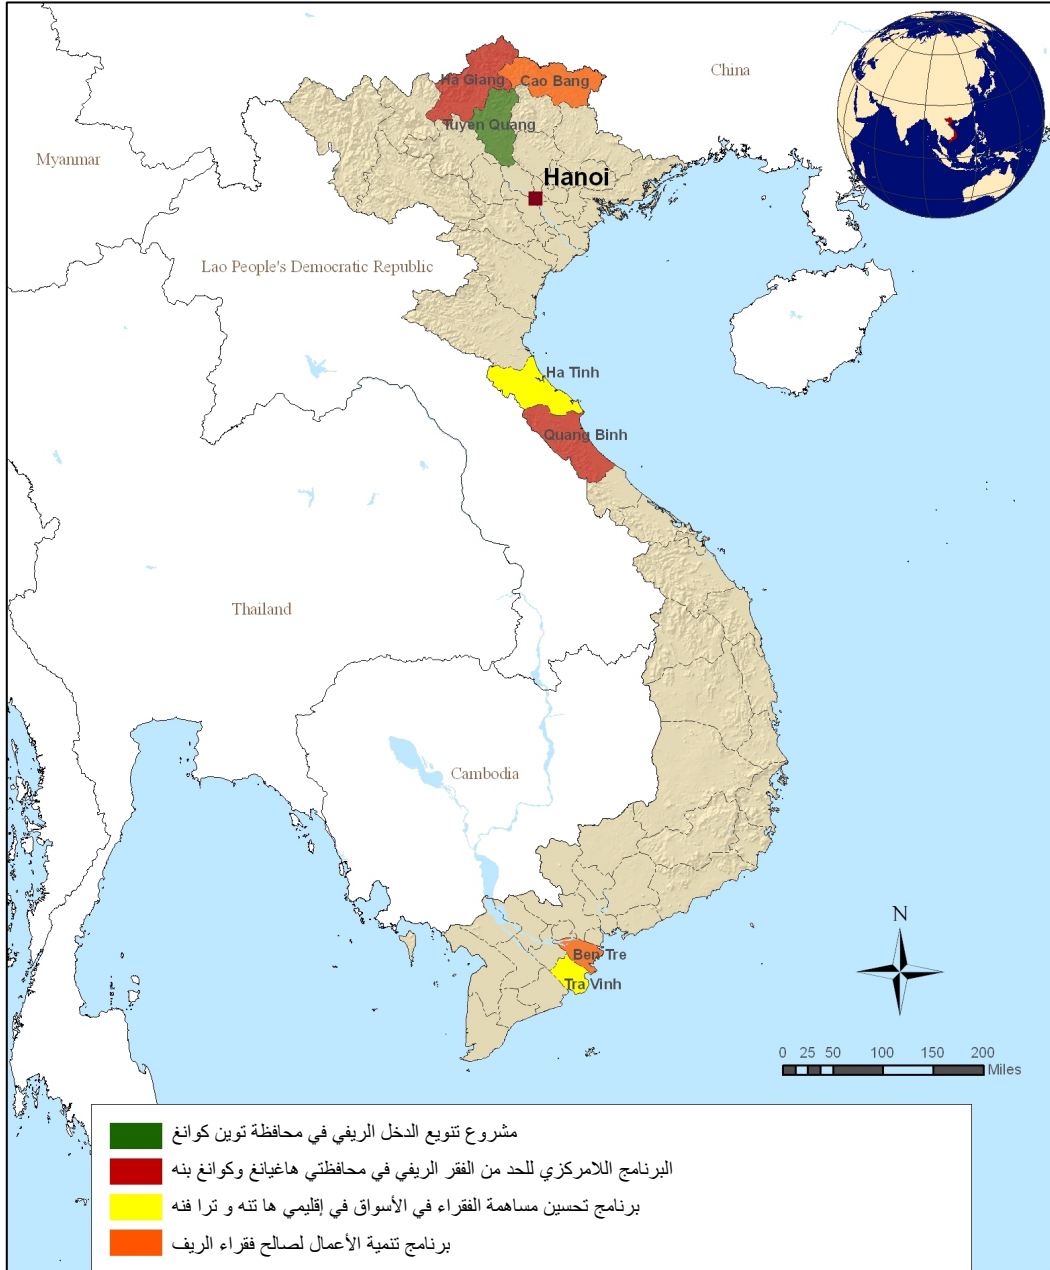 China
Ha Giang
Cao Bang
Tuyen Quang
Myanmar
Hanoi
Lao People's Democratic Republic
Ha Tinh
Quang Binh
Thailand
Cambodia
N
Ben Tre
Tra Vinh
0 25 50 100 150 200
Miles
مشروع تنويع الدخل الريفي في محافظة توين كوانغ
البرنامج اللامركزي للحد من الفقر الريفي في محافظتي هاغيانغ وكوانغ بنه
برنامج تحسين مساهمة الفقراء في الأسواق في إقليمي ها تنه و ترا فنه
برنامج تنمية الأعمال لصالح فقراء الريف